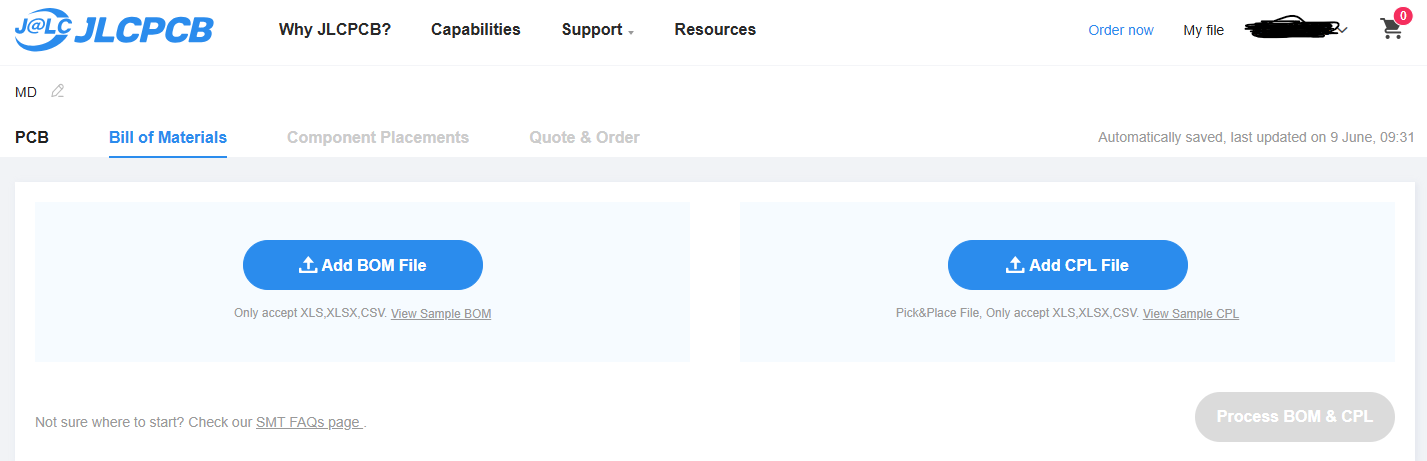 J@LC JLCPCB Why JLCPCB? Capabilities Support Resources Order now My file 0
MD
PCB Bill of Materials Component Placements Quote & Order Automatically saved, last updated on 9 June, 09:31
Add BOM File Add CPL File
Only accept XLS,XLSX,CSV. View Sample BOM Pick&Place File, Only accept XLS,XLSX,CSV. View Sample CPL
Process BOM & CPL
Not sure where to start? Check our SMT FAQs page .